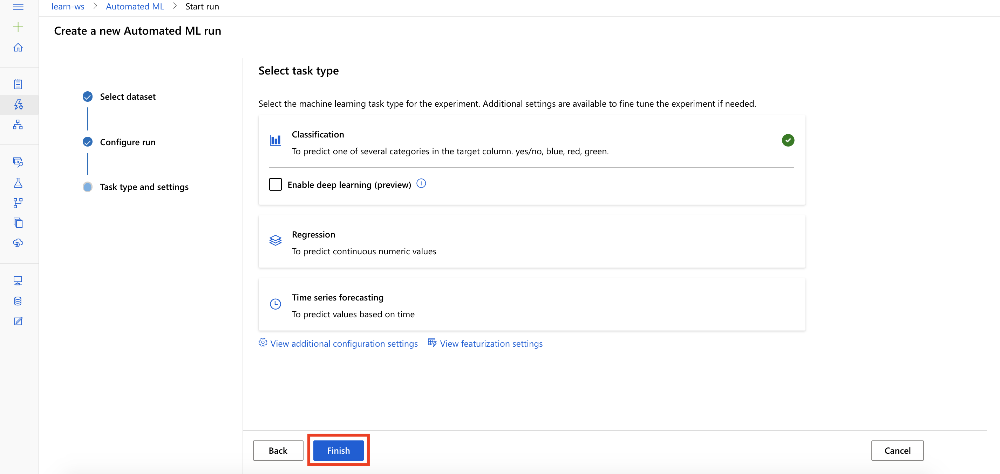 learn-ws > Automated ML > Start run
Create a new Automated ML run
Select dataset
Configure run
Task type and settings
Select task type
Select the machine learning task type for the experiment. Additional settings are available to fine tune the experiment if needed.
Classification
To predict one of several categories in the target column. yes/no, blue, red, green.
Enable deep learning (preview)
Regression
To predict continuous numeric values
Time series forecasting
To predict values based on time
View additional configuration settings View featurization settings
Back Finish Cancel